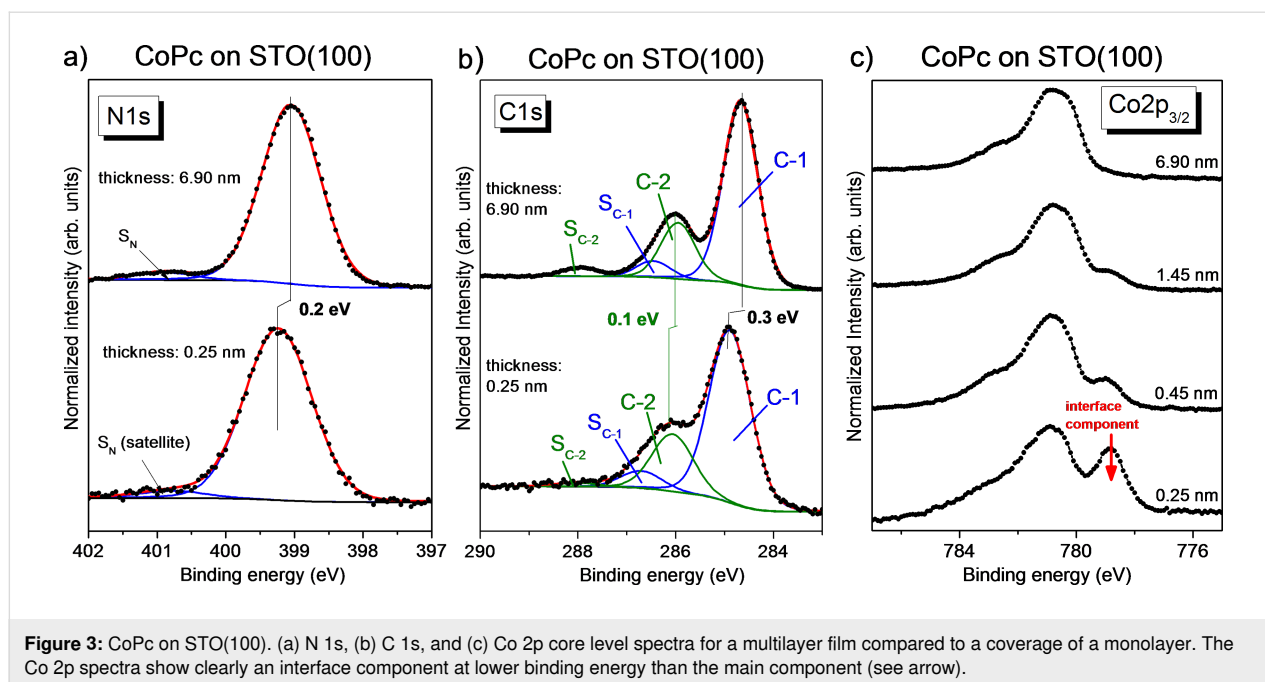 a)
CoPc on STO(100)
N1s
thickness: 6.90 nm
S_N
0.2 eV
thickness: 0.25 nm
S_N (satellite)
Normalized Intensity (arb. units)
402 401 400 399 398 397
Binding energy (eV)
b)
CoPc on STO(100)
C1s
C-1
C-2
thickness:
6.90 nm
S_C-1
S_C-2
0.1 eV
0.3 eV
thickness:
0.25 nm
C-2
C-1
S_C-1
S_C-2
Normalized Intensity (arb. units)
290 288 286 284
Binding energy (eV)
c)
CoPc on STO(100)
Co2p_3/2
6.90 nm
1.45 nm
0.45 nm
interface
component
0.25 nm
Normalized Intensity (arb. units)
784 780 776
Binding energy (eV)
Figure 3: CoPc on STO(100). (a) N 1s, (b) C 1s, and (c) Co 2p core level spectra for a multilayer film compared to a coverage of a monolayer. The
Co 2p spectra show clearly an interface component at lower binding energy than the main component (see arrow).